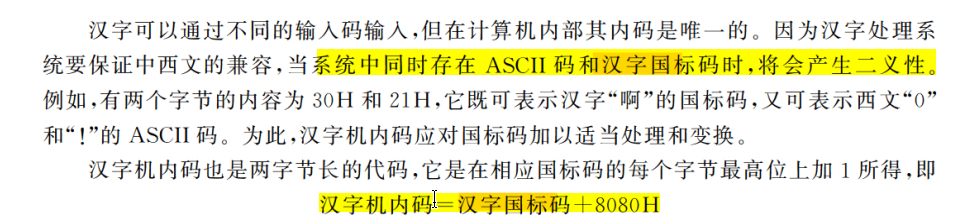 汉字可以通过不同的输入码输入,但在计算机内部其内码是唯一的。因为汉字处理系
统要保证中西文的兼容,当系统中同时存在 ASCII 码和汉字国标码时,将会产生二义性。
例如,有两个字节的内容为 30H 和 21H,它既可表示汉字“啊”的国标码,又可表示西文“0”
和“!”的 ASCII 码。为此,汉字机内码应对国标码加以适当处理和变换。
汉字机内码也是两字节长的代码,它是在相应国标码的每个字节最高位上加 1 所得,即
汉字机内码=汉字国标码+8080H